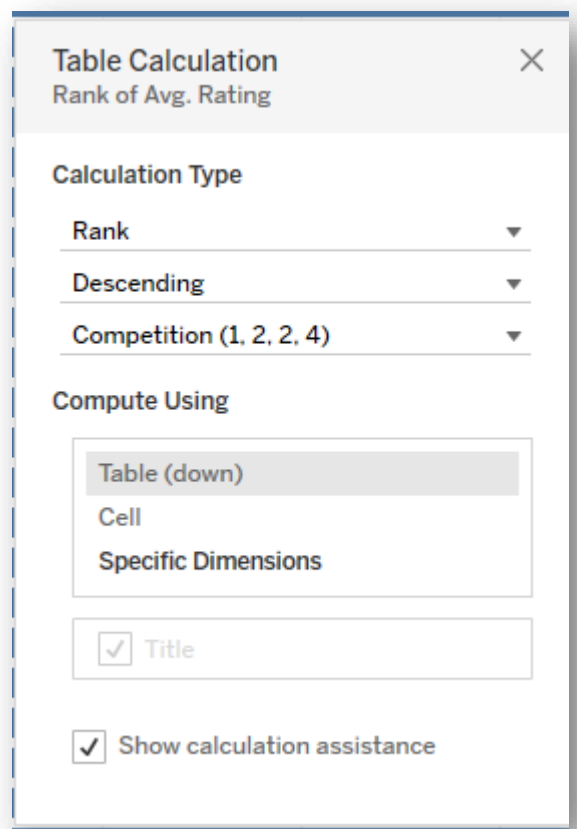 Table Calculation
Rank of Avg. Rating
Calculation Type
Rank
Descending
Competition (1, 2, 2, 4)
Compute Using
Table (down)
Cell
Specific Dimensions
Title
Show calculation assistance